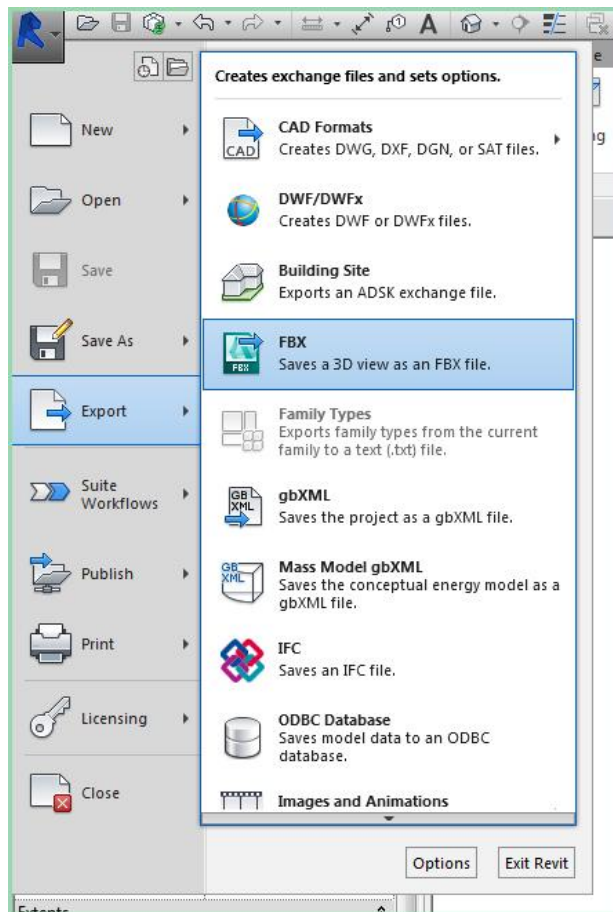 A
New
Open
Save
Save As
Export
Suite
Workflows
Publish
Print
Licensing
Close
Creates exchange files and sets options.
CAD
CAD Formats
Creates DWG, DXF, DGN, or SAT files.
DWF/DWFx
Creates DWF or DWFx files.
Building Site
Exports an ADSK exchange file.
FBX
FBX
Saves a 3D view as an FBX file.
Family Types
Exports family types from the current
family to a text (.txt) file.
GB
XML
gbXML
Saves the project as a gbXML file.
GB
XML
Mass Model gbXML
Saves the conceptual energy model as a
gbXML file.
IFC
Saves an IFC file.
ODBC Database
Saves model data to an ODBC
database.
Images and Animations
Options
Exit Revit